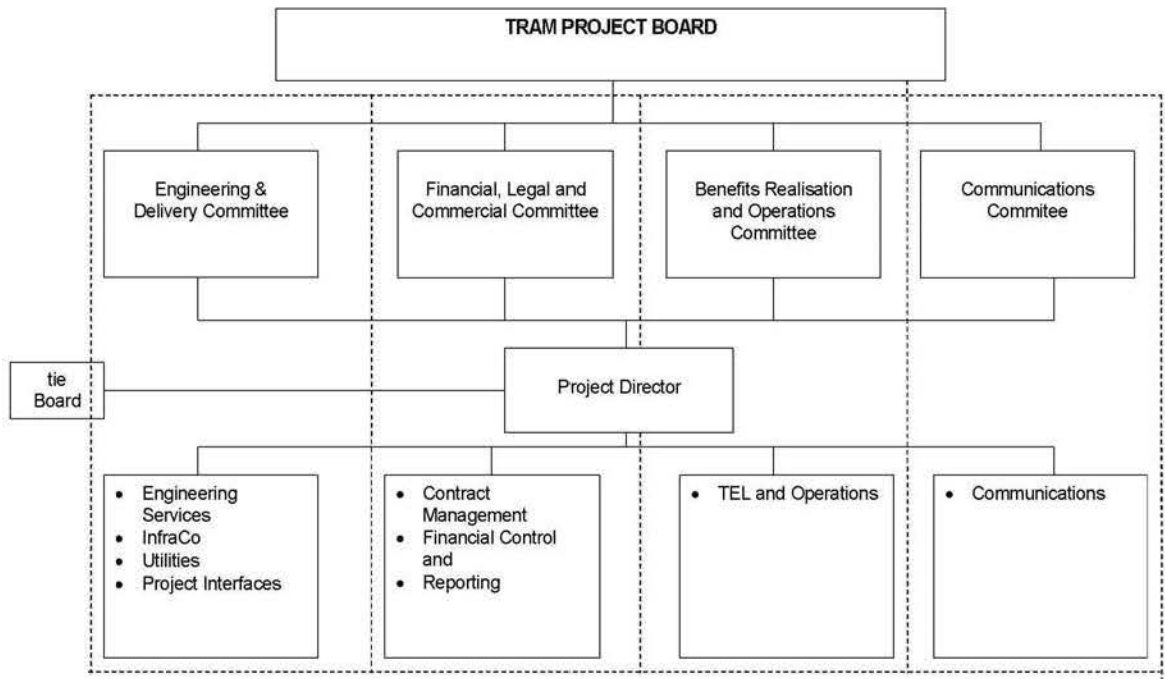 TRAM PROJECT BOARD
Engineering &
Delivery Committee
Financial, Legal and
Commercial Committee
Benefits Realisation
and Operations
Committee
Communications
Commitee
tie
Board
Project Director
• Engineering
Services
• InfraCo
• Utilities
• Project Interfaces
• Contract
Management
• Financial Control
and
• Reporting
• TEL and Operations
• Communications